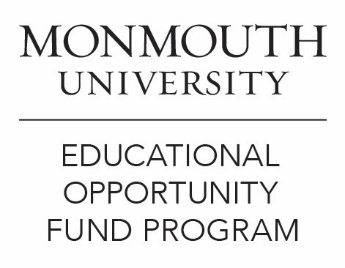 MONMOUTH
UNIVERSITY
EDUCATIONAL
OPPORTUNITY
FUND PROGRAM